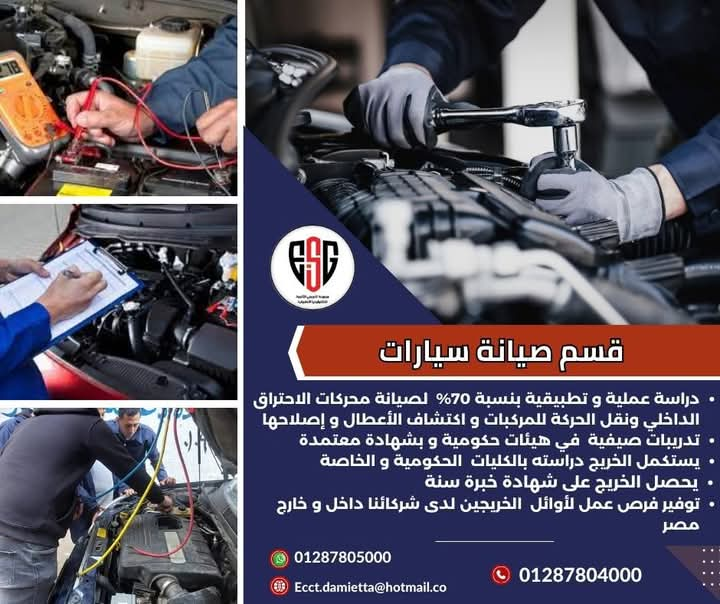 ESG
قسم صيانة سيارات
• دراسة عملية و تطبيقية بنسبة 70% لصيانة محركات الاحتراق
الداخلي ونقل الحركة للمركبات و اكتشاف الأعطال و إصلاحها
• تدريبات صيفية في هيئات حكومية و بشهادة معتمدة
• يستكمل الخريج دراسته بالكليات الحكومية و الخاصة
• يحصل الخريج على شهادة خبرة سنة
• توفير فرص عمل لأوائل الخريجين لدى شركائنا داخل و خارج
مصر
01287805000
01287804000
Ecct.damietta@hotmail.co